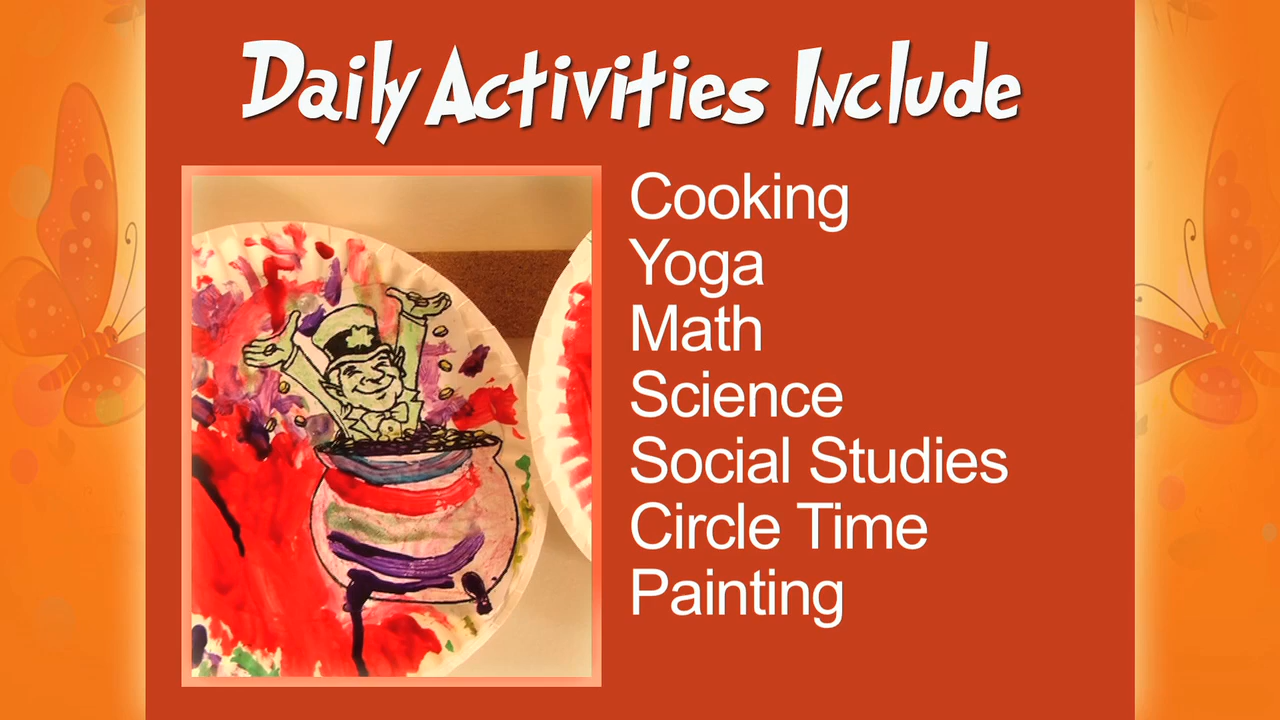 Daily Activities Include
Cooking
Yoga
Math
Science
Social Studies
Circle Time
Painting